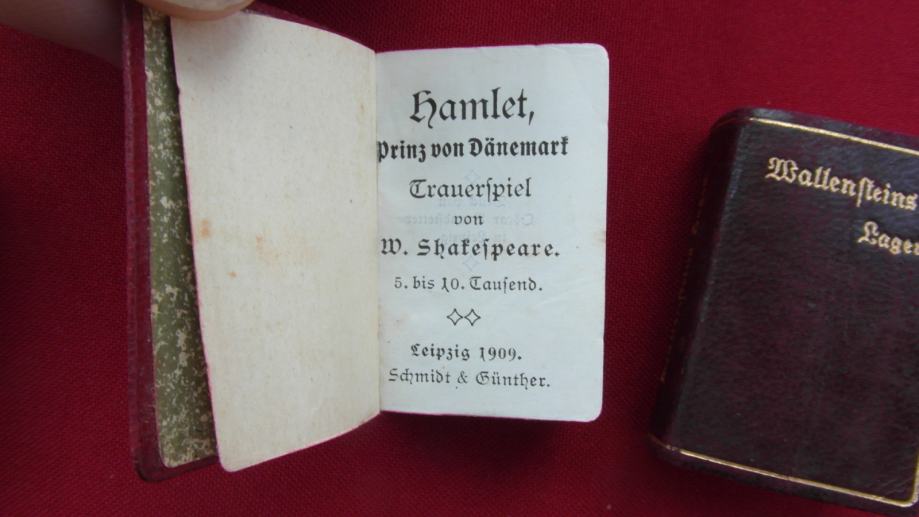 Hamlet,
Prinz von Dänemark
Trauerspiel
von
W. Shakespeare.
5. bis 10. Tausend.
Leipzig 1909.
Schmidt & Günther.
Wallensteins
Lager